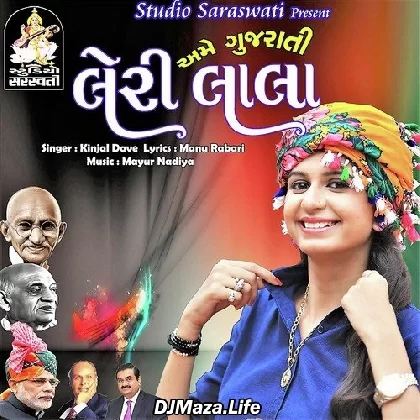 Studio Saraswati Present
સ્ટુડિયો
સરસ્વતી
અમે ગુજરાતી
લેરી લાલા
Singer : Kinjal Dave Lyrics : Manu Rabari
Music : Mayur Nadiya
DJMaza.Life